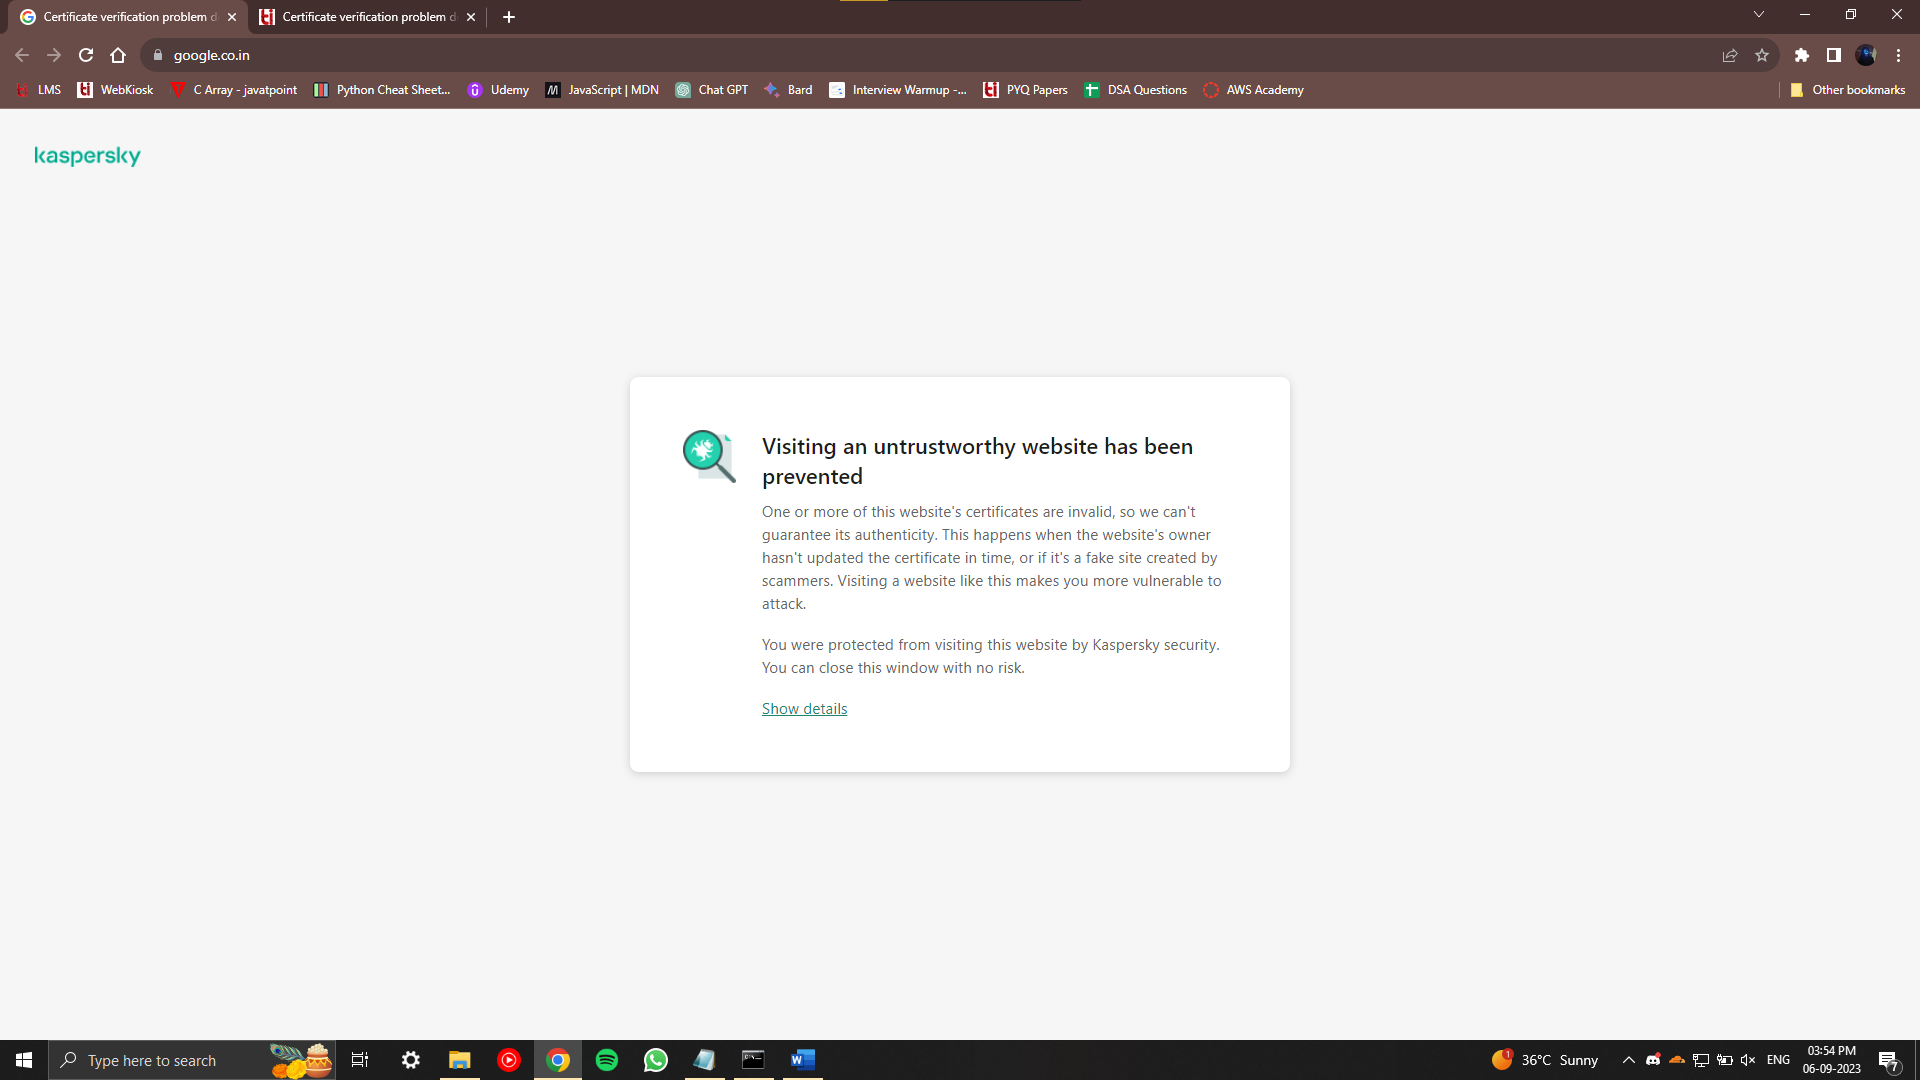 Certificate verification problem d
Certificate verification problem d
google.co.in
LMS
WebKiosk
C Array - javatpoint
Python Cheat Sheet...
Udemy
JavaScript | MDN
Chat GPT
Bard
Interview Warmup -...
PYQ Papers
DSA Questions
AWS Academy
Other bookmarks
kaspersky
Visiting an untrustworthy website has been
prevented
One or more of this website's certificates are invalid, so we can't
guarantee its authenticity. This happens when the website's owner
hasn't updated the certificate in time, or if it's a fake site created by
scammers. Visiting a website like this makes you more vulnerable to
attack.
You were protected from visiting this website by Kaspersky security.
You can close this window with no risk.
Show details
Type here to search
1
36°C Sunny
ENG
03:54 PM
06-09-2023
7